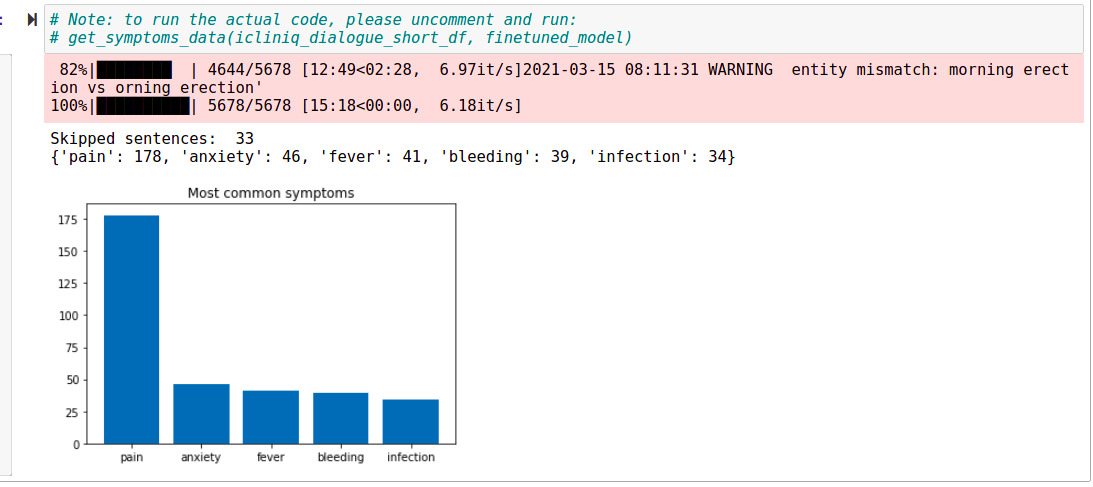 :
# Note: to run the actual code, please uncomment and run:
# get_symptoms_data(icliniq_dialogue_short_df, finetuned_model)
82%|████████  | 4644/5678 [12:49<02:28,  6.97it/s]2021-03-15 08:11:31 WARNING  entity mismatch: morning erect
ion vs orning erection'
100%|██████████| 5678/5678 [15:18<00:00,  6.18it/s]
Skipped sentences:  33
{'pain': 178, 'anxiety': 46, 'fever': 41, 'bleeding': 39, 'infection': 34}
Most common symptoms
175
150
125
100
75
50
25
0
pain anxiety fever bleeding infection